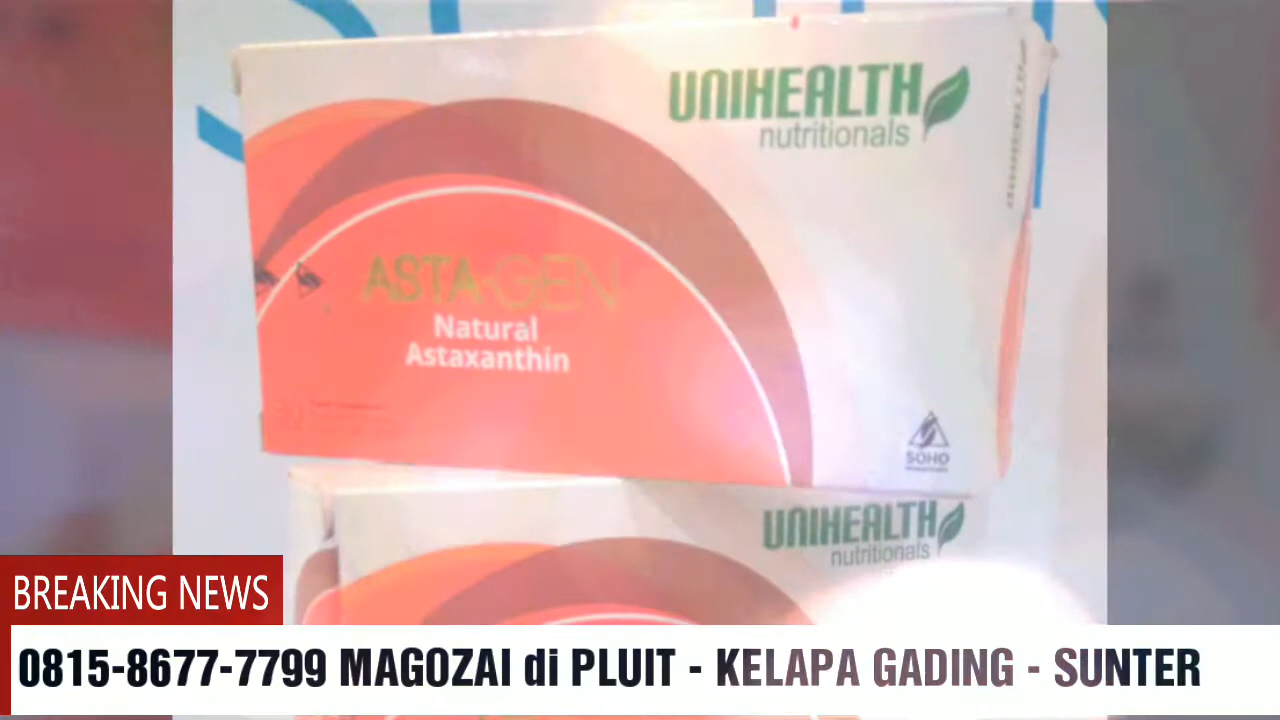 UNIHEALTH
nutritionals
ASTA-GEN
Natural
Astaxanthin
SOHO
UNIHEALTH
nutritionals
BREAKING NEWS
0815-8677-7799 MAGOZAI di PLUIT - KELAPA GADING - SUNTER